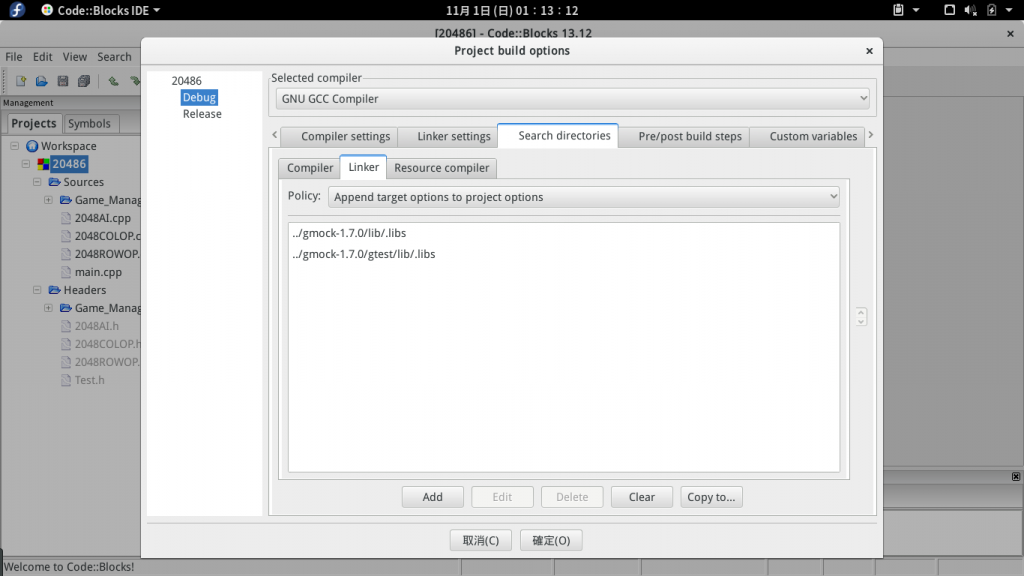 Code::Blocks IDE 11月 1日 (日) 01：13：12
[20486] - Code::Blocks 13.12
Project build options
File Edit View Search
Management
Projects Symbols
Workspace
20486
Sources
Game_Manag
2048AI.cpp
2048COLOP.c
2048ROWOP.
main.cpp
Headers
Game_Manag
2048AI.h
2048COLOP.h
2048ROWOP.
Test.h
20486
Debug
Release
Selected compiler
GNU GCC Compiler
Compiler settings Linker settings Search directories Pre/post build steps Custom variables
Compiler Linker Resource compiler
Policy: Append target options to project options
../gmock-1.7.0/lib/.libs
../gmock-1.7.0/gtest/lib/.libs
Add Edit Delete Clear Copy to...
取消(C) 確定(O)
Welcome to Code::Blocks!